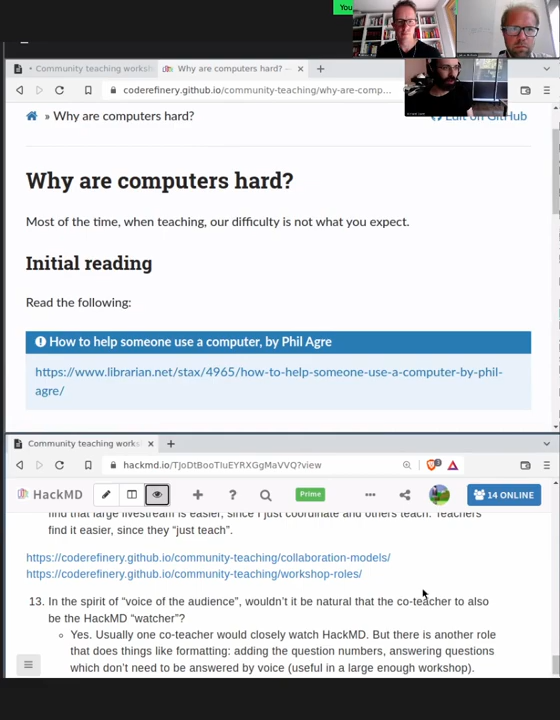 You
Community teaching works
Why are computers hard? —
coderefinery.github.io/community-teaching/why-are-comp...
» Why are computers hard?
Edit on GitHub
Why are computers hard?
Most of the time, when teaching, our difficulty is not what you expect.
Initial reading
Read the following:
How to help someone use a computer, by Phil Agre
https://www.librarian.net/stax/4965/how-to-help-someone-use-a-computer-by-phil-
agre/
Community teaching works
hackmd.io/TJoDtBooTIuEYRXGgMaVVQ?view
HackMD
Prime
14 ONLINE
find that large livestream is easier, since I just coordinate and others teach. Teachers
find it easier, since they “just teach”.
https://coderefinery.github.io/community-teaching/collaboration-models/
https://coderefinery.github.io/community-teaching/workshop-roles/
13. In the spirit of “voice of the audience”, wouldn’t it be natural that the co-teacher to also
be the HackMD “watcher”?
Yes. Usually one co-teacher would closely watch HackMD. But there is another role
that does things like formatting: adding the question numbers, answering questions
which don’t need to be answered by voice (useful in a large enough workshop).